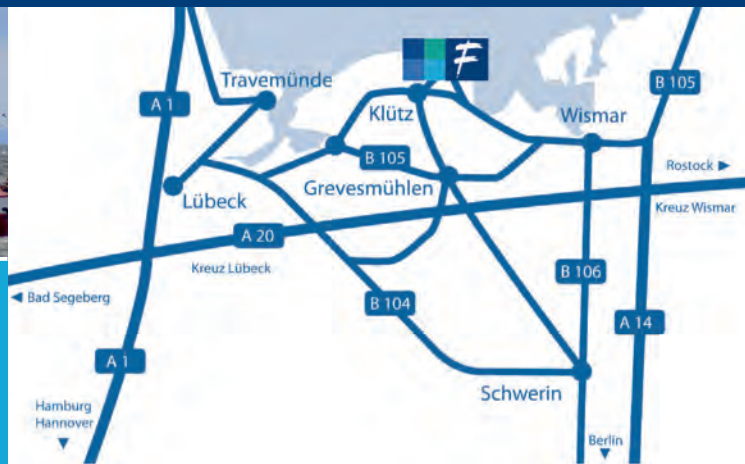 Travemünde
A 1
B 105
Klütz
Wismar
B 105
Rostock ►
Lübeck
Grevesmühlen
Kreuz Wismar
A 20
Kreuz Lübeck
B 106
◄ Bad Segeberg
B 104
A 14
A 1
Schwerin
Hamburg
Hannover
▼
Berlin
▼